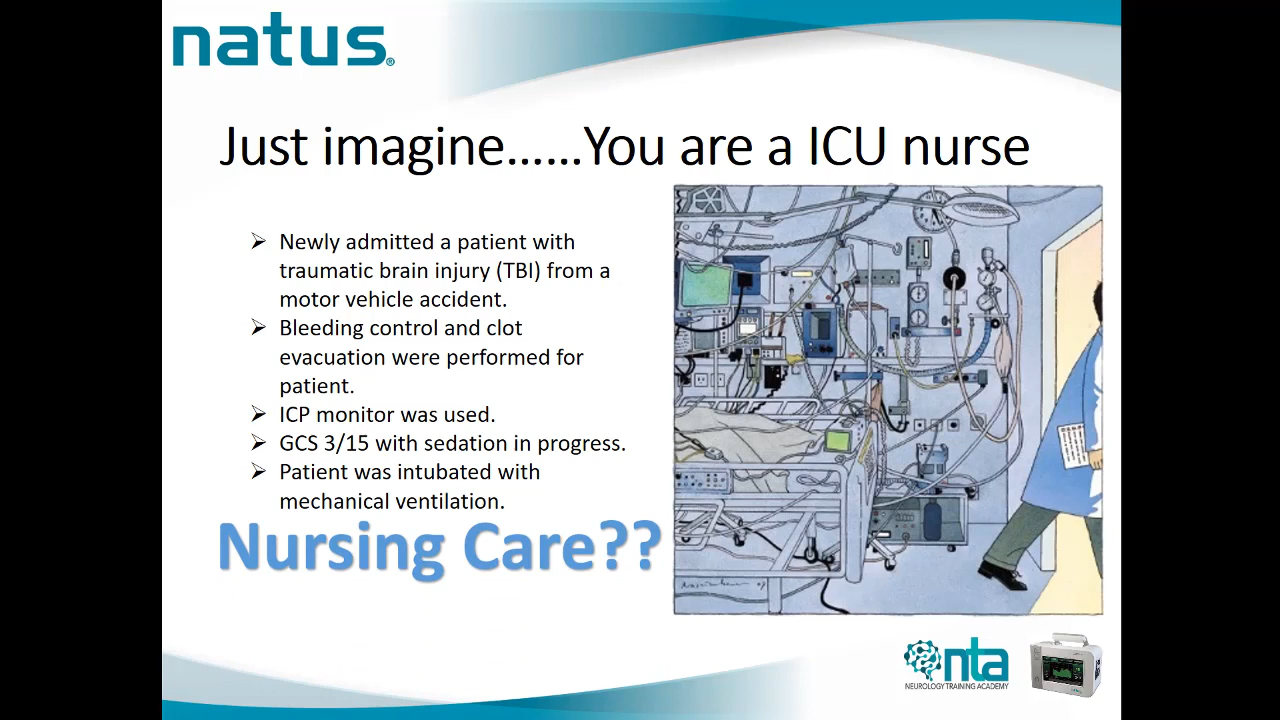 natus®
Just imagine......You are a ICU nurse
➢ Newly admitted a patient with
traumatic brain injury (TBI) from a
motor vehicle accident.
➢ Bleeding control and clot
evacuation were performed for
patient.
➢ ICP monitor was used.
➢ GCS 3/15 with sedation in progress.
➢ Patient was intubated with
mechanical ventilation.
Nursing Care??
nta
NEUROLOGY TRAINING ACADEMY